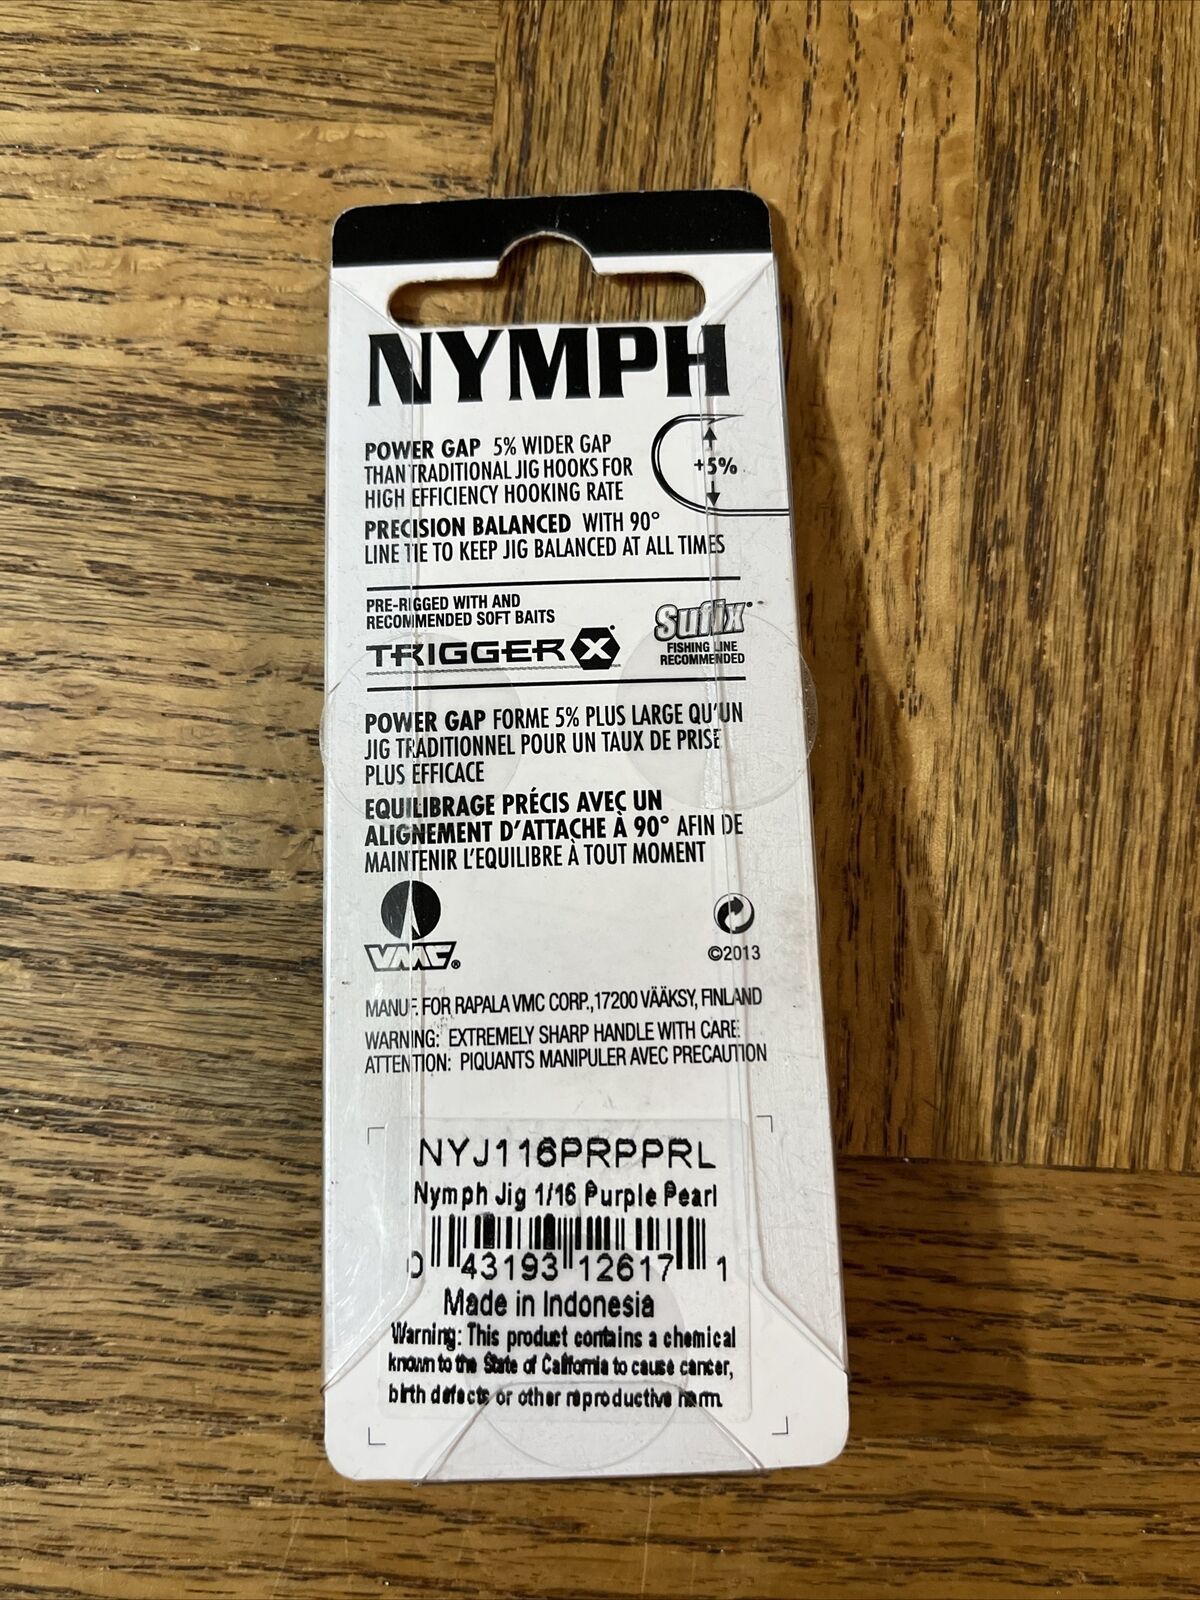 NYMPH
POWER GAP 5% WIDER GAP
THAN TRADITIONAL JIG HOOKS FOR
HIGH EFFICIENCY HOOKING RATE
+5%
PRECISION BALANCED WITH 90°
LINE TIE TO KEEP JIG BALANCED AT ALL TIMES
PRE-RIGGED WITH AND
RECOMMENDED SOFT BAITS
TRIGGER X
Sufix®
FISHING LINE
RECOMMENDED
POWER GAP FORME 5% PLUS LARGE QU'UN
JIG TRADITIONNEL POUR UN TAUX DE PRISE
PLUS EFFICACE
EQUILIBRAGE PRÉCIS AVEC UN
ALIGNEMENT D'ATTACHE À 90° AFIN DE
MAINTENIR L'EQUILIBRE À TOUT MOMENT
VMC®
©2013
MANUF. FOR RAPALA VMC CORP., 17200 VÄÄKSY, FINLAND
WARNING: EXTREMELY SHARP HANDLE WITH CARE.
ATTENTION: PIQUANTS MANIPULER AVEC PRECAUTION
NYJ116PRPPRL
Nymph Jig 1/16 Purple Pearl
0 43193 12617 1
Made in Indonesia
Warning: This product contains a chemical
known to the State of California to cause cancer,
birth defects or other reproductive harm.